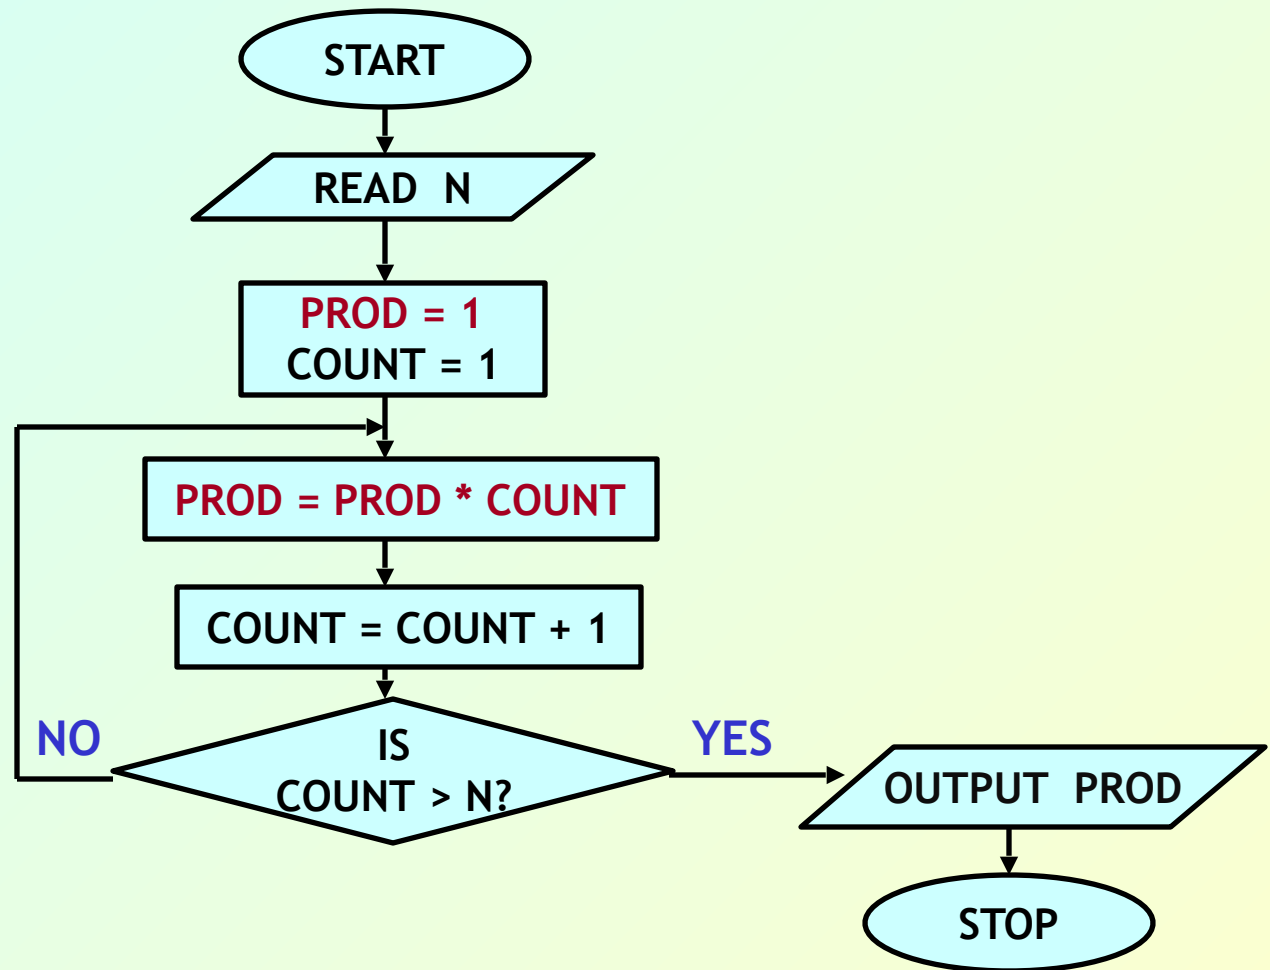 START
READ N
PROD = 1
COUNT = 1
PROD = PROD * COUNT
COUNT = COUNT + 1
NO
IS
COUNT > N?
YES
OUTPUT PROD
STOP